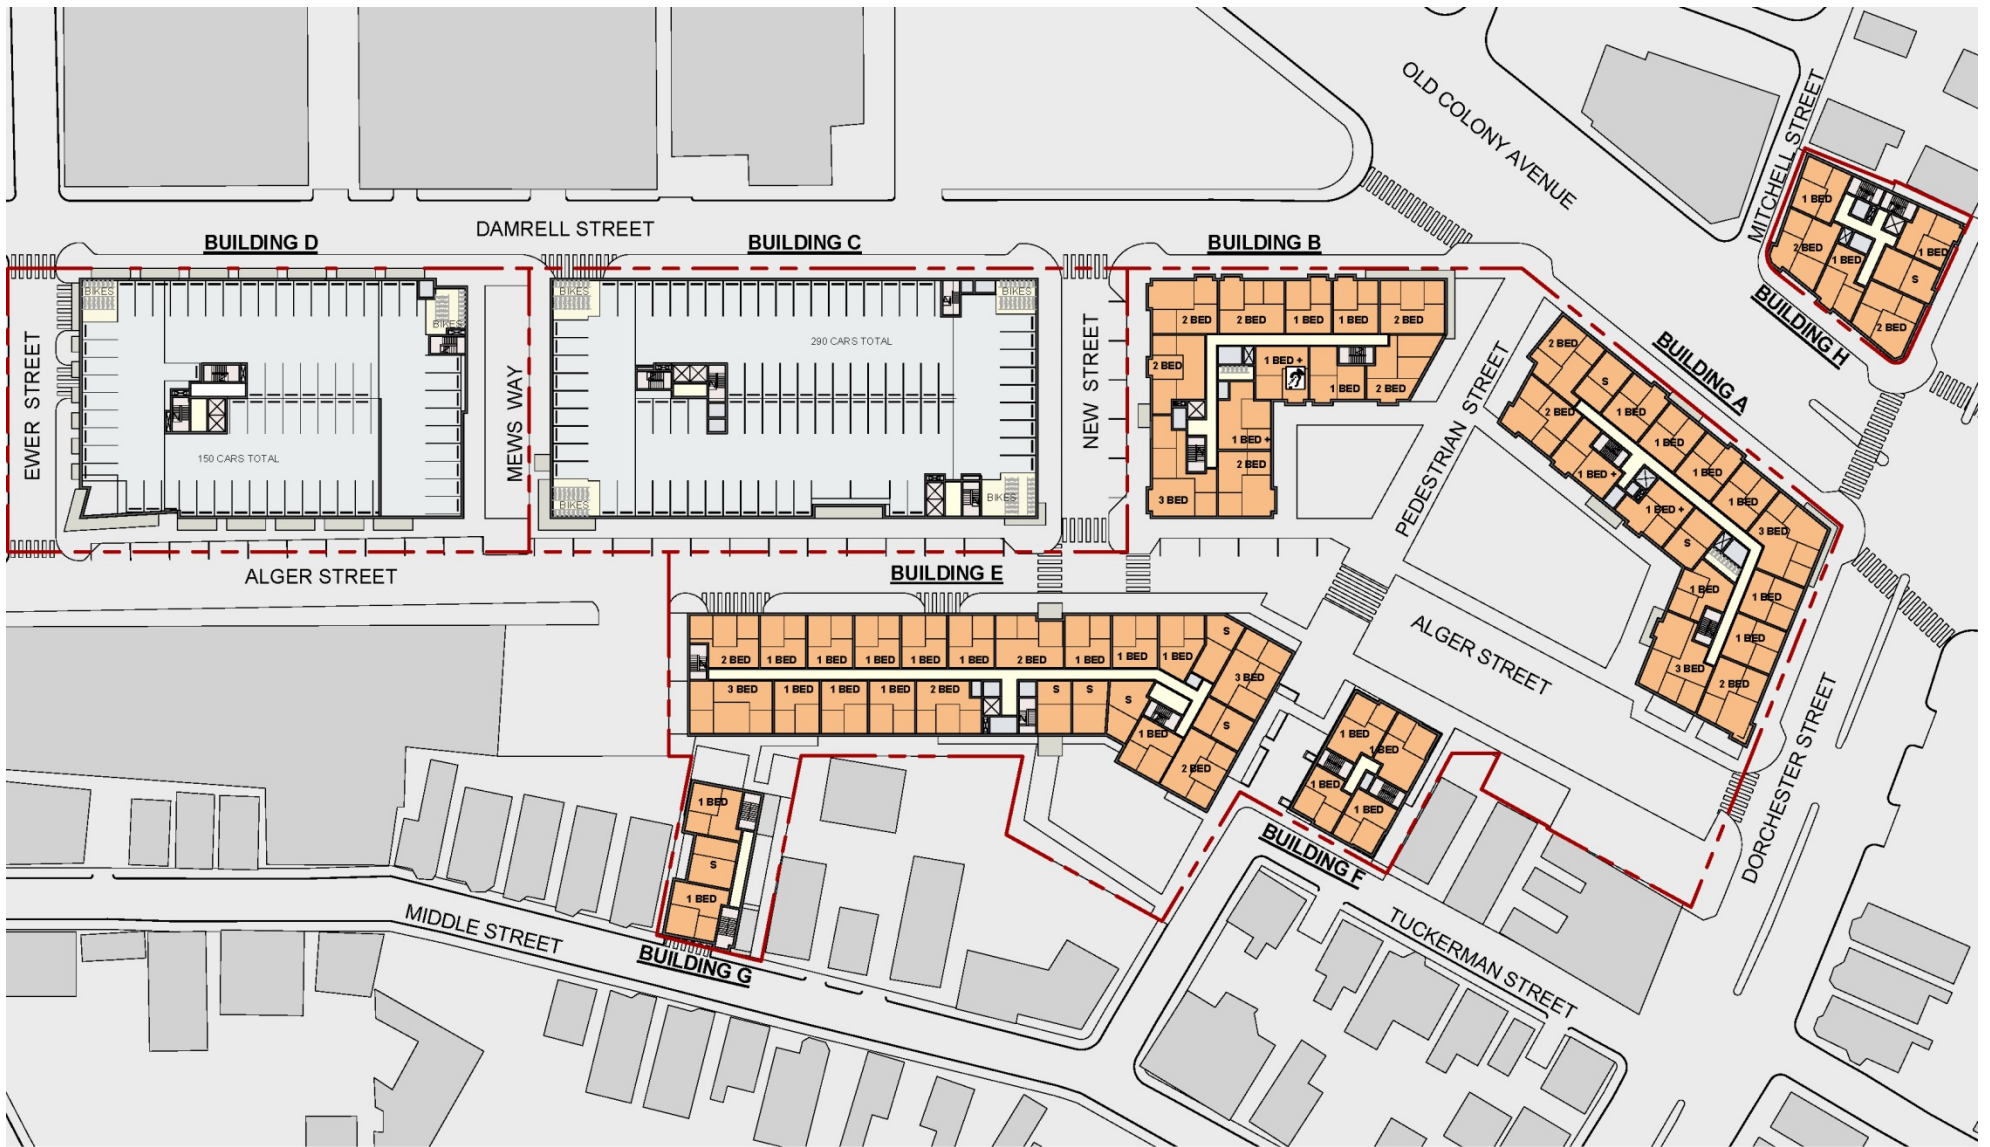 OLD COLONY AVENUE
MITCHELL STREET
1 BED
2 BED
1 BED
1 BED
S
2 BED
BUILDING H
DAMRELL STREET
BUILDING D
BUILDING C
BUILDING B
BIKES
BIKES
150 CARS TOTAL
EWER STREET
MEWS WAY
BIKES
BIKES
290 CARS TOTAL
BIKES
BIKES
NEW STREET
2 BED
2 BED
1 BED
1 BED
2 BED
2 BED
1 BED +
1 BED
2 BED
1 BED +
2 BED
3 BED
PEDESTRIAN STREET
BUILDING A
2 BED
S
1 BED
2 BED
1 BED
1 BED
1 BED +
1 BED
1 BED +
3 BED
S
1 BED
1 BED
1 BED
3 BED
2 BED
ALGER STREET
BUILDING E
ALGER STREET
2 BED
1 BED
1 BED
1 BED
1 BED
1 BED
2 BED
1 BED
1 BED
1 BED
S
3 BED
1 BED
1 BED
1 BED
2 BED
S
S
S
3 BED
S
1 BED
2 BED
1 BED
1 BED
1 BED
1 BED
BUILDING F
DORCHESTER STREET
1 BED
S
1 BED
MIDDLE STREET
BUILDING G
TUCKERMAN STREET